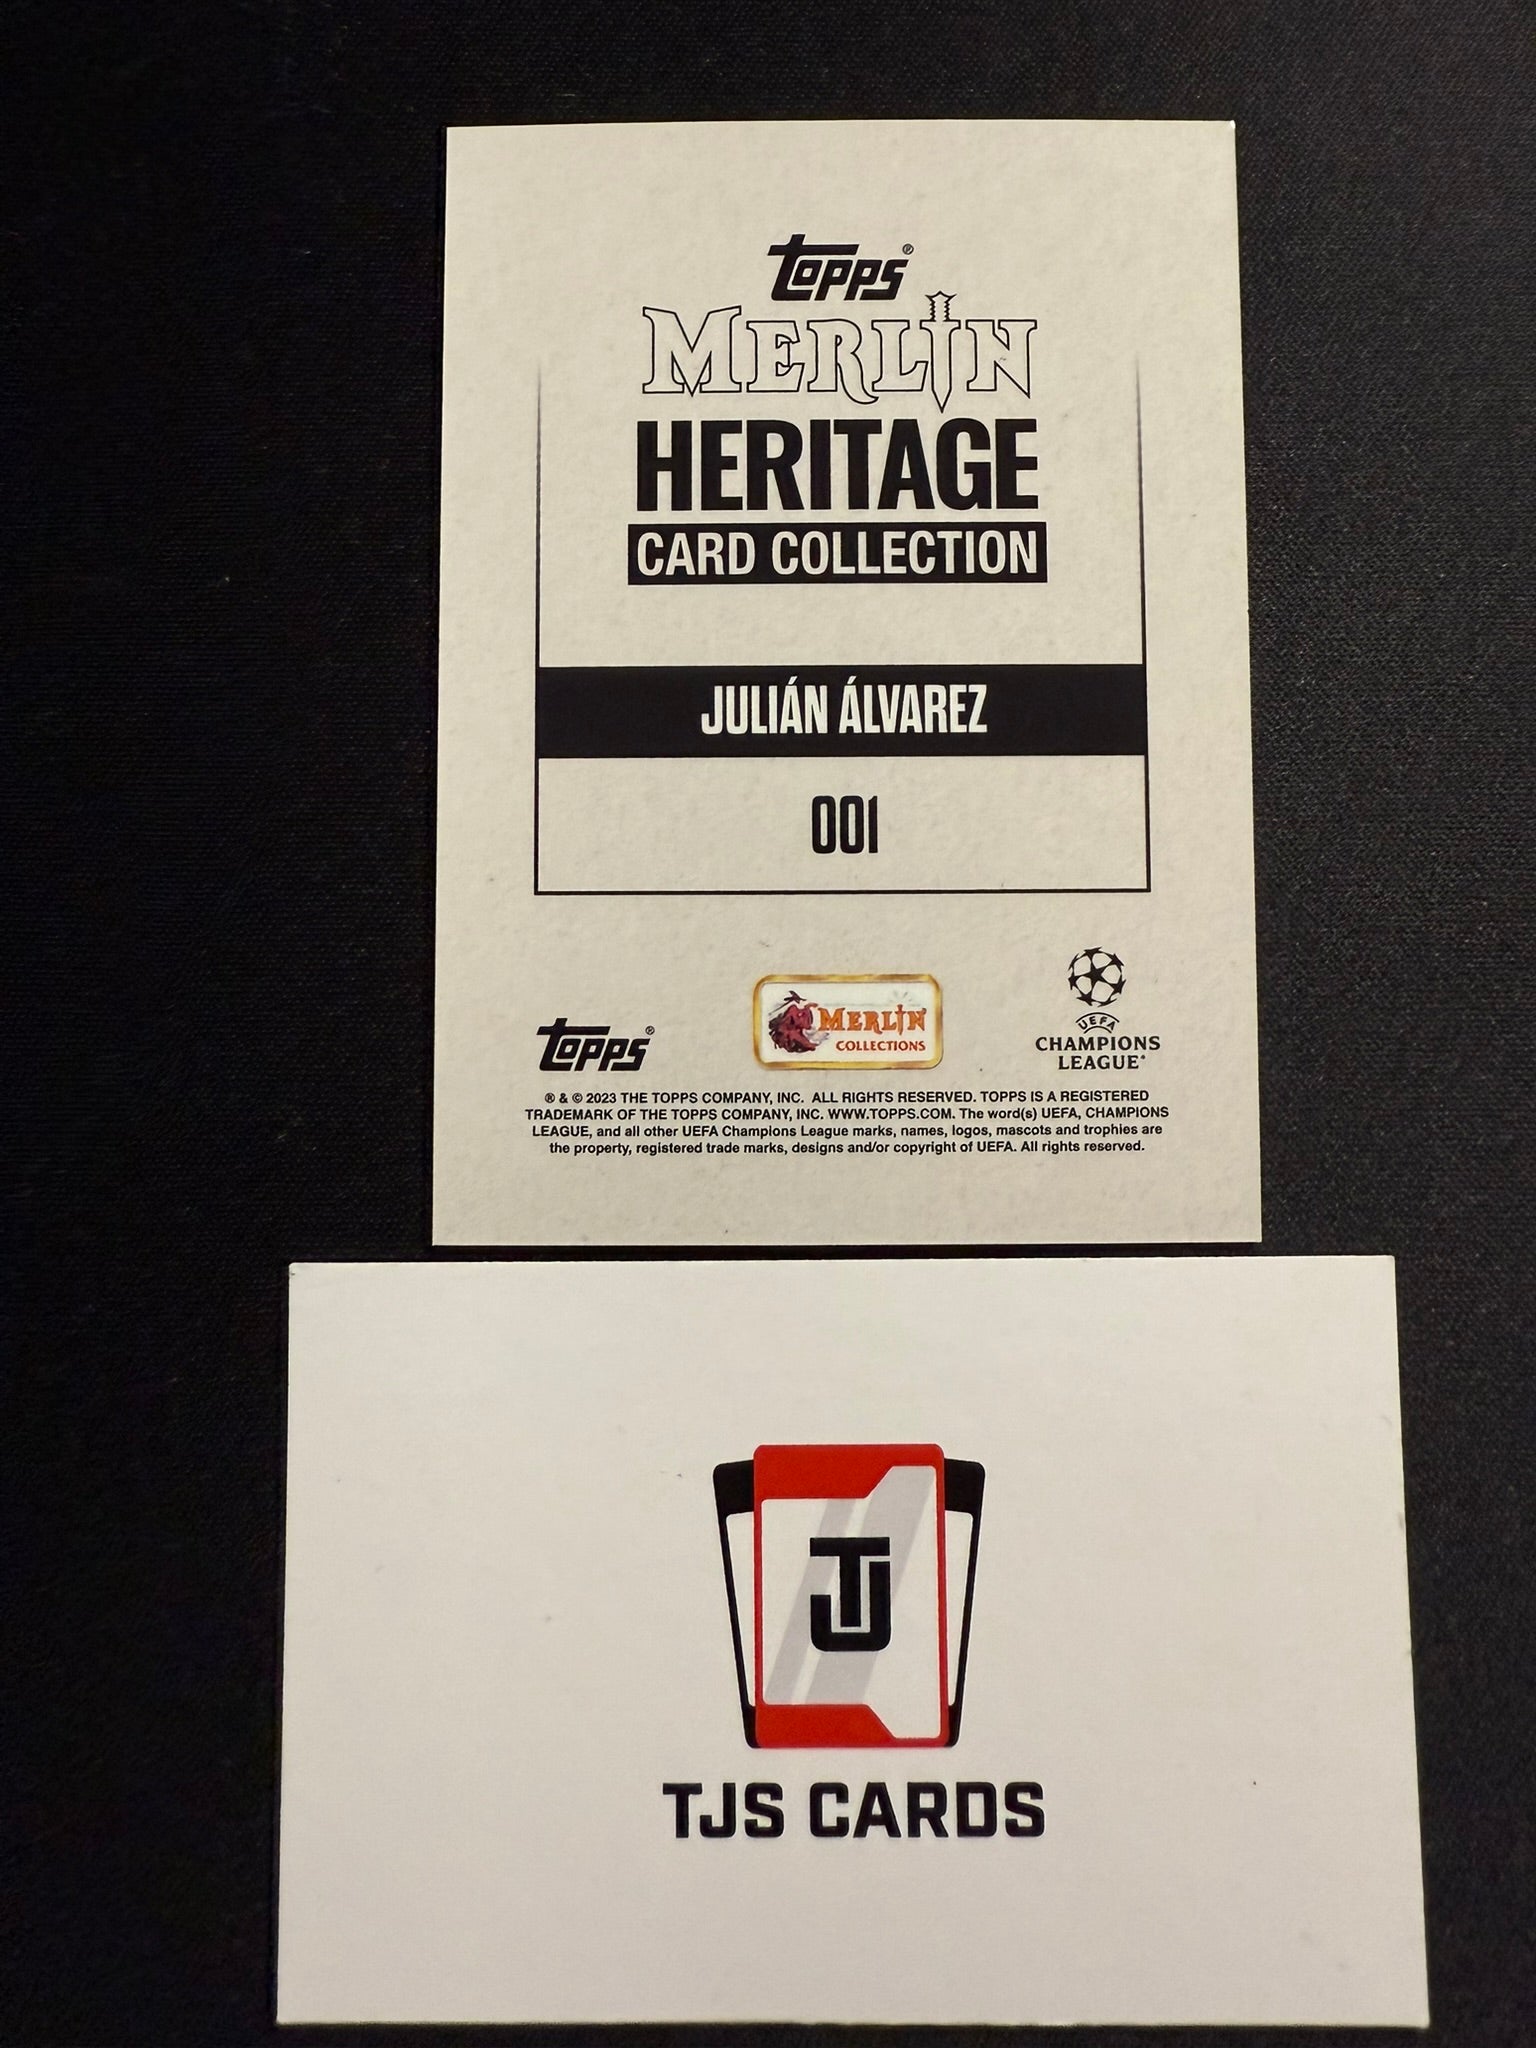 Topps®
MERLIN
HERITAGE
CARD COLLECTION
JULIÁN ÁLVAREZ
001
Topps®
MERLIN
COLLECTIONS
UEFA
CHAMPIONS
LEAGUE®
® & © 2023 THE TOPPS COMPANY, INC. ALL RIGHTS RESERVED. TOPPS IS A REGISTERED
TRADEMARK OF THE TOPPS COMPANY, INC. WWW.TOPPS.COM. The word(s) UEFA, CHAMPIONS
LEAGUE, and all other UEFA Champions League marks, names, logos, mascots and trophies are
the property, registered trade marks, designs and/or copyright of UEFA. All rights reserved.
TJ
TJS CARDS